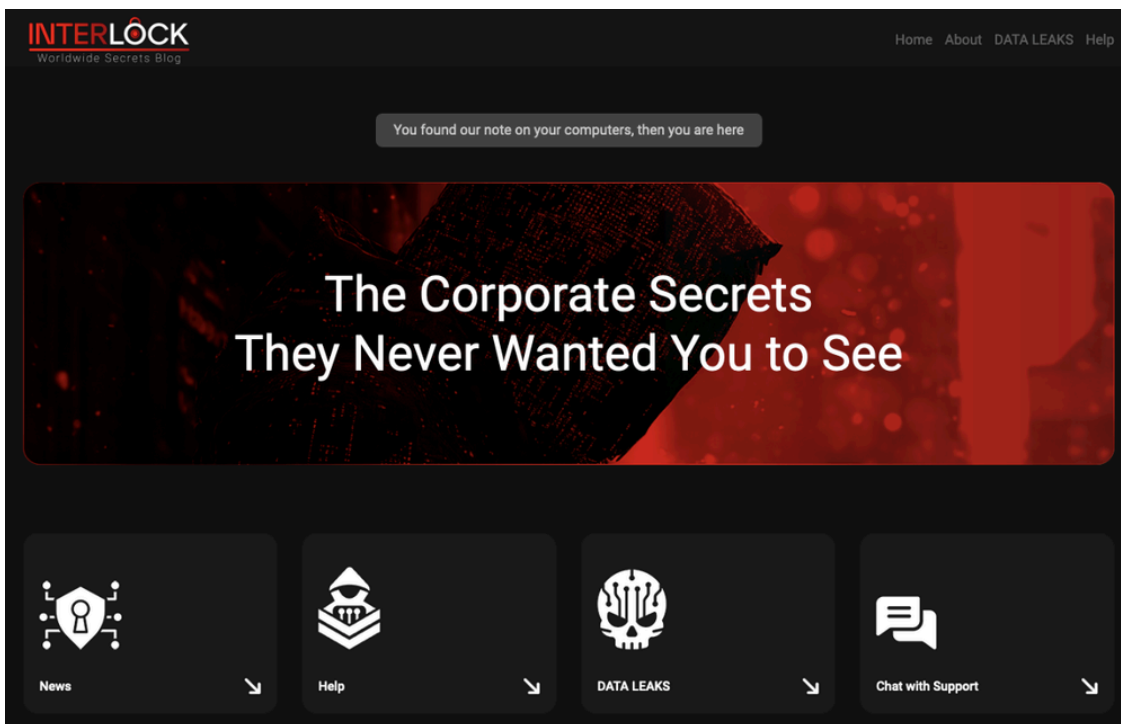 INTERLOCK
Worldwide Secrets Blog
Home About DATA LEAKS Help
You found our note on your computers, then you are here
The Corporate Secrets
They Never Wanted You to See
News
Help
DATA LEAKS
Chat with Support